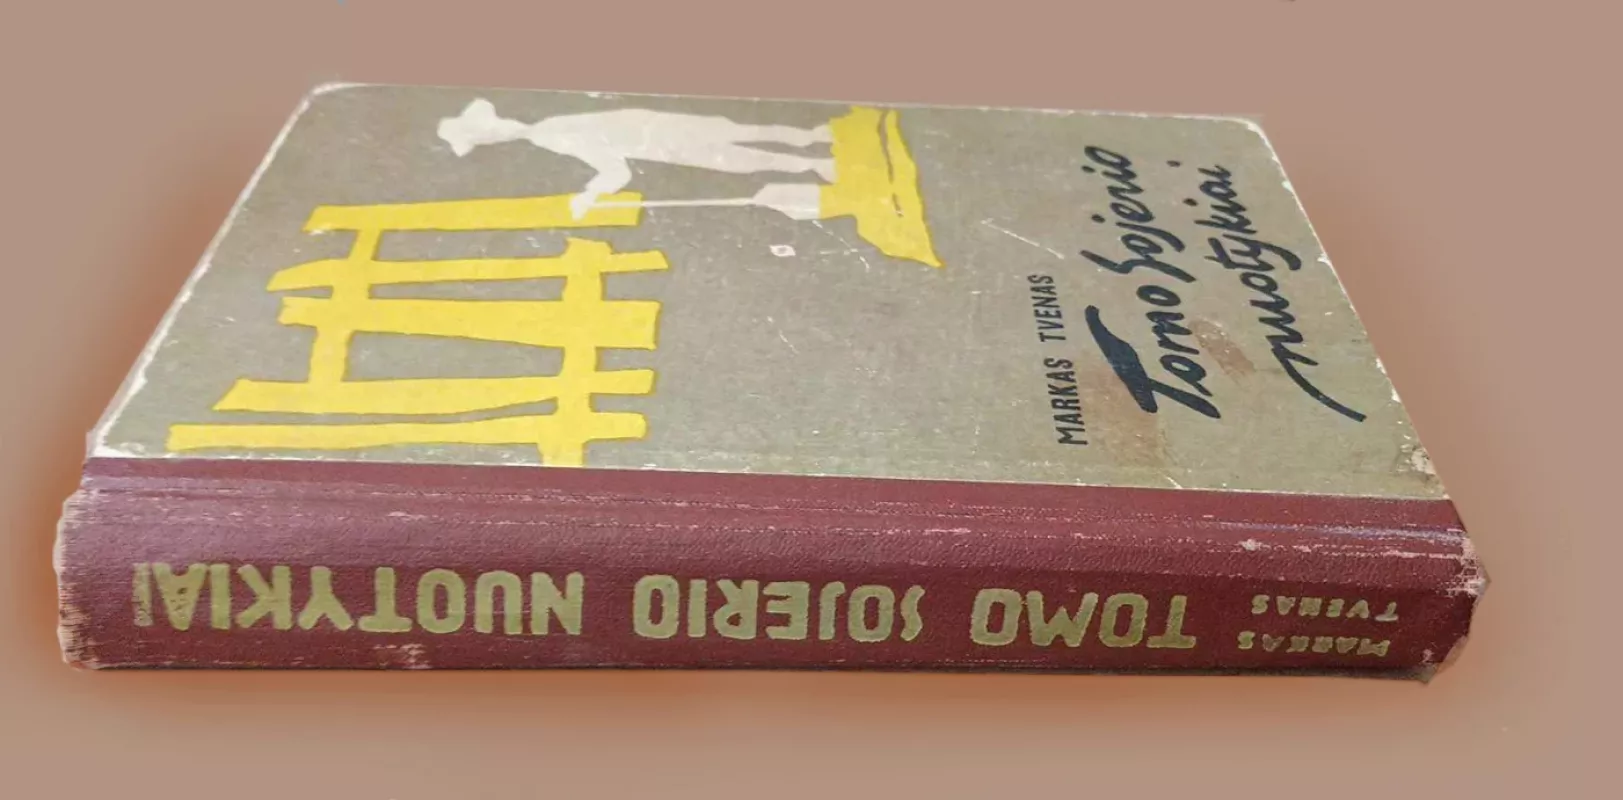 MARKAS TVENAS
Tomo Sojerio
nuotykiai
MARKAS
TVENAS
TOMO SOJERIO NUOTYKIAI